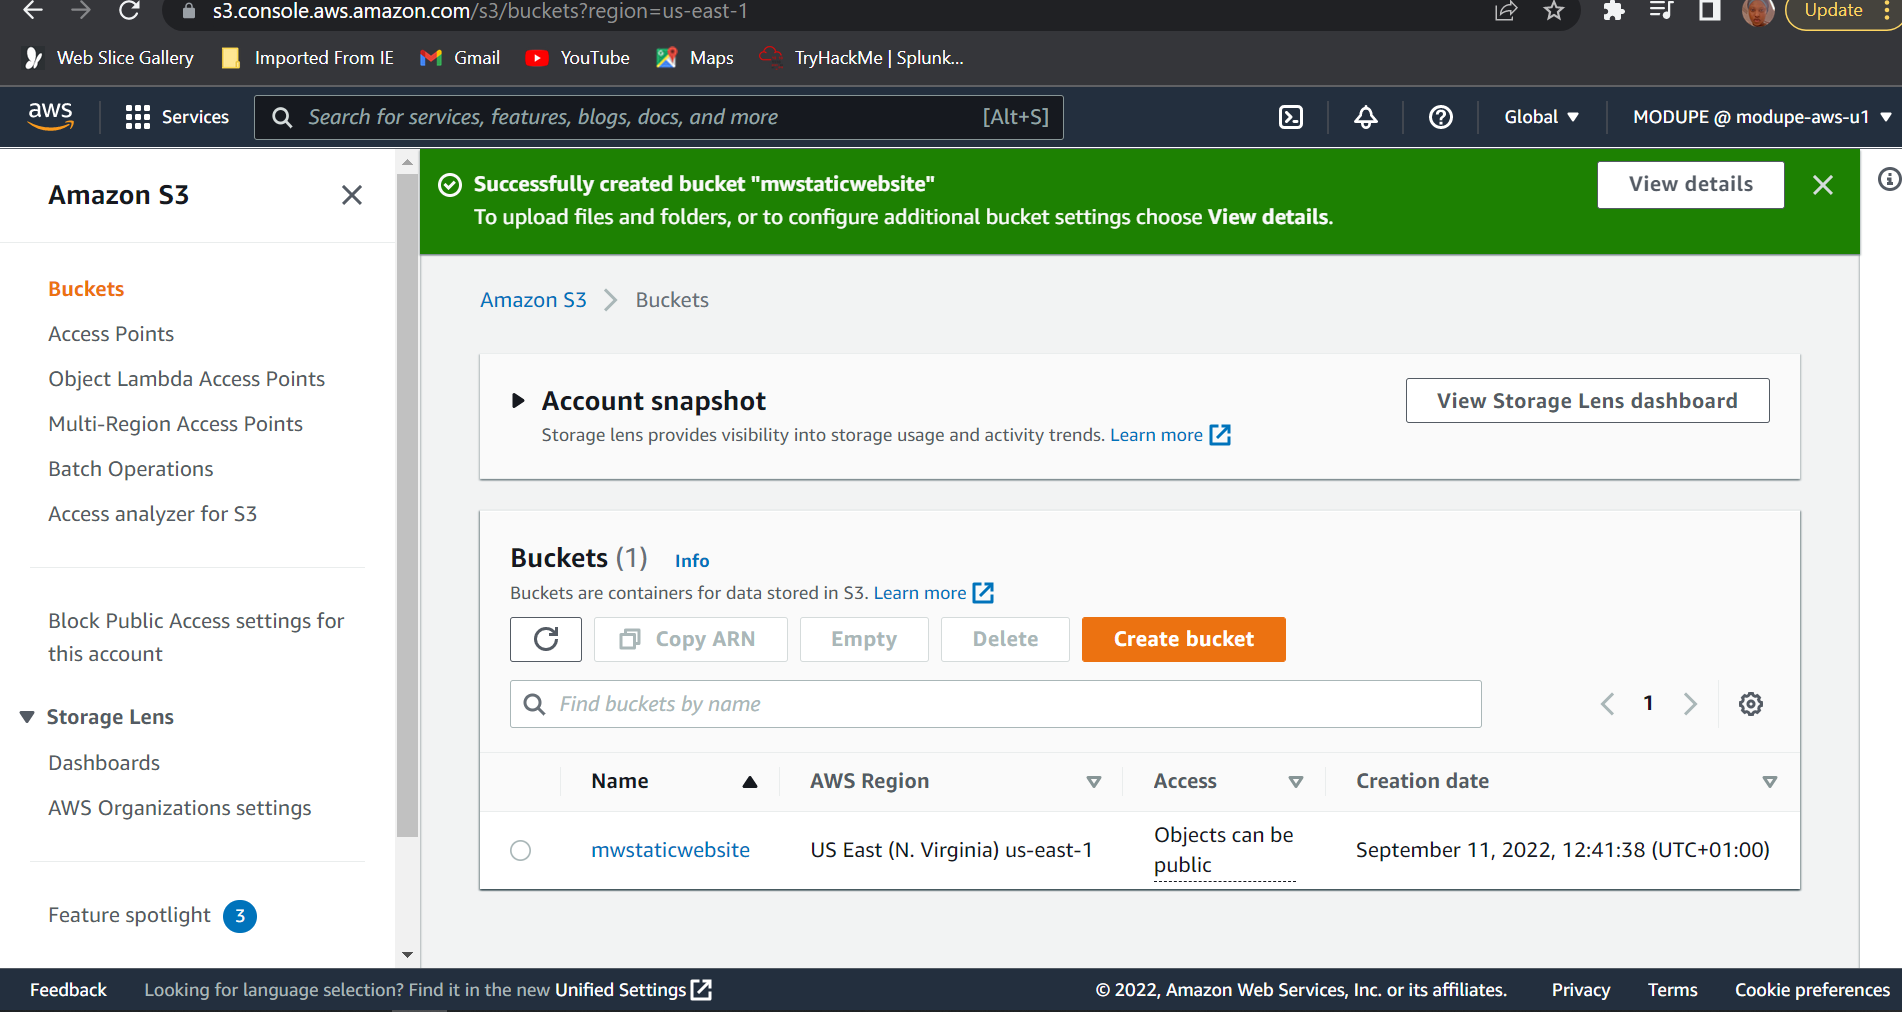 s3.console.aws.amazon.com/s3/buckets?region=us-east-1
Update
Web Slice Gallery
Imported From IE
Gmail
YouTube
Maps
TryHackMe | Splunk...
aws
Services
Search for services, features, blogs, docs, and more
[Alt+S]
Global
MODUPE @ modupe-aws-u1
Amazon S3
Buckets
Access Points
Object Lambda Access Points
Multi-Region Access Points
Batch Operations
Access analyzer for S3
Block Public Access settings for
this account
Storage Lens
Dashboards
AWS Organizations settings
Feature spotlight 3
Successfully created bucket "mwstaticwebsite"
To upload files and folders, or to configure additional bucket settings choose View details.
View details
Amazon S3
Buckets
Account snapshot
Storage lens provides visibility into storage usage and activity trends. Learn more
View Storage Lens dashboard
Buckets (1) Info
Buckets are containers for data stored in S3. Learn more
Copy ARN
Empty
Delete
Create bucket
Find buckets by name
1
Name
AWS Region
Access
Creation date
mwstaticwebsite
US East (N. Virginia) us-east-1
Objects can be
public
September 11, 2022, 12:41:38 (UTC+01:00)
Feedback
Looking for language selection? Find it in the new Unified Settings
© 2022, Amazon Web Services, Inc. or its affiliates.
Privacy
Terms
Cookie preferences